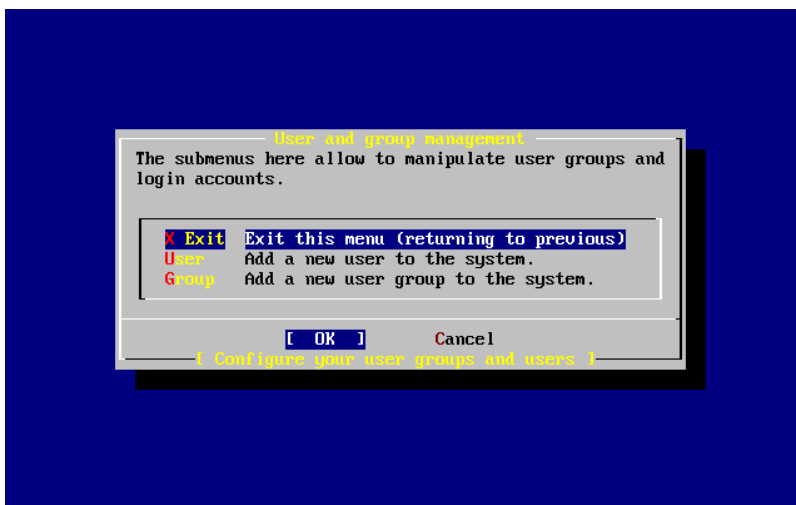 User and group management
The submenus here allow to manipulate user groups and
login accounts.
X Exit Exit this menu (returning to previous)
User Add a new user to the system.
Group Add a new user group to the system.
[ OK ] Cancel
[ Configure your user groups and users ]